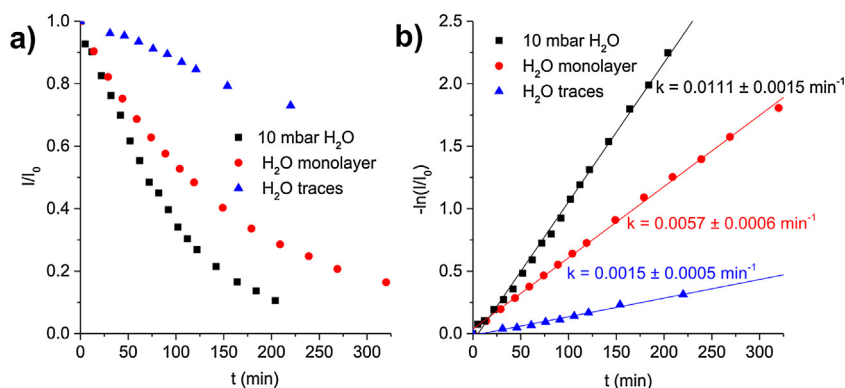 a)
I/I₀
1.0
0.8
0.6
0.4
0.2
0.0
10 mbar H₂O
H₂O monolayer
H₂O traces
0 50 100 150 200 250 300
t (min)
b)
-ln(I/I₀)
-2.5
2.0
1.5
1.0
0.5
0.0
10 mbar H₂O
H₂O monolayer
H₂O traces
k = 0.0111 ± 0.0015 min⁻¹
k = 0.0057 ± 0.0006 min⁻¹
k = 0.0015 ± 0.0005 min⁻¹
0 50 100 150 200 250 300
t (min)